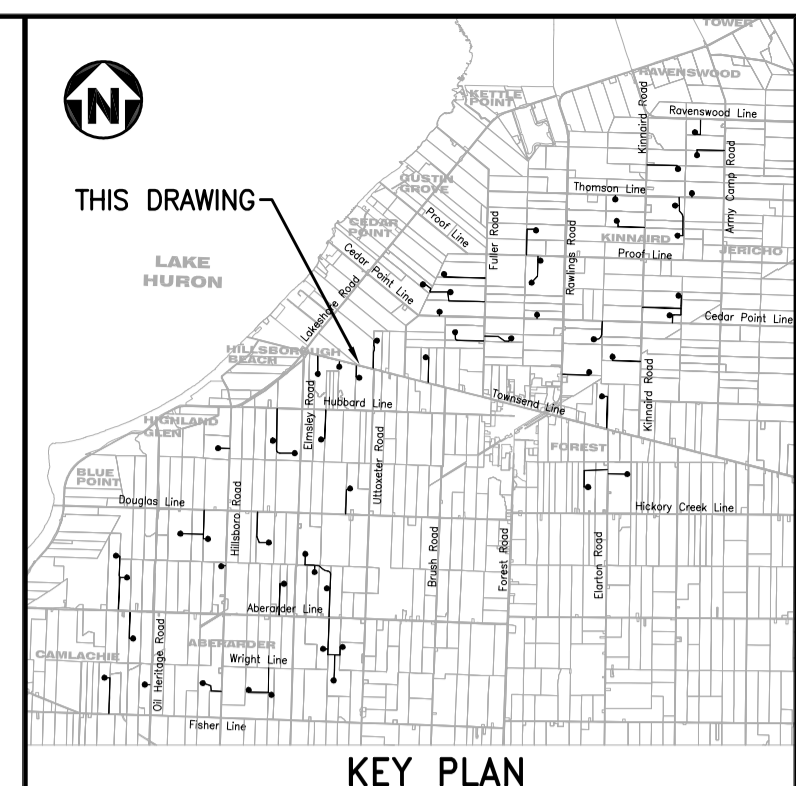 TOWER
N
RAVENSWOOD
KETTLE
POINT
Ravenswood Line
Kinnaird Road
Army Camp Road
THIS DRAWING
GUSTIN
GROVE
Thomson Line
CEDAR
POINT
Proof Line
Fuller Road
Rawlings Road
KINNAIRD
JERICHO
Proof Line
LAKE
HURON
Cedar Point Line
Lakeshore Road
Cedar Point Line
HILLSBOROUGH
BEACH
Elmsley Road
Hubbard Line
Townsend Line
Kinnaird Road
HIGHLAND
GLEN
Uttoxeter Road
FOREST
BLUE
POINT
Douglas Line
Hillsboro Road
Hickory Creek Line
Brush Road
Forest Road
Elarton Road
Aberarder Line
Oil Heritage Road
ABERARDER
CAMLACHIE
Wright Line
Fisher Line
KEY PLAN